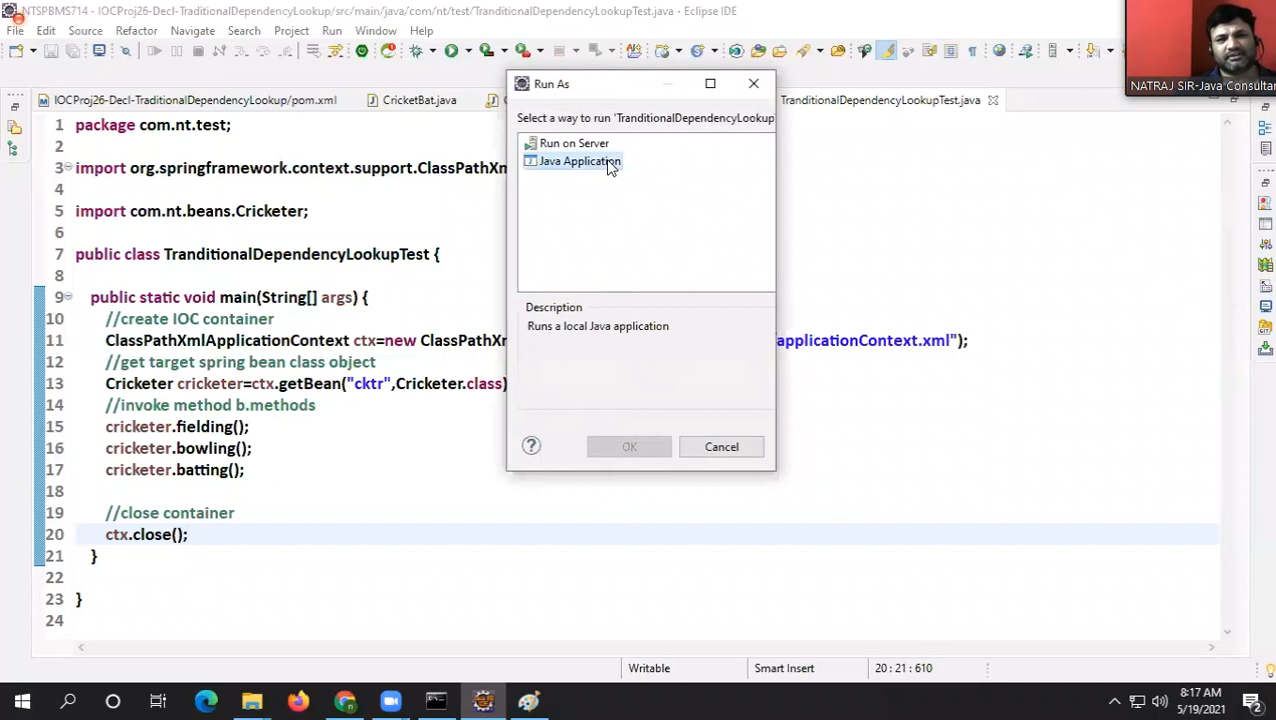 NTSPBMS714 - IOCProj26-Decl-TraditionalDependencyLookup/src/main/java/com/nt/test/TranditionalDependencyLookupTest.java - Eclipse IDE
File Edit Source Refactor Navigate Search Project Run Window Help
NATRAJ SIR-Java Consultan
IOCProj26-Decl-TraditionalDependencyLookup/pom.xml CricketBat.java TranditionalDependencyLookupTest.java
1 package com.nt.test;
2
3 import org.springframework.context.support.ClassPathXm
4
5 import com.nt.beans.Cricketer;
6
7 public class TranditionalDependencyLookupTest {
8
9 public static void main(String[] args) {
10 //create IOC container
11 ClassPathXmlApplicationContext ctx=new ClassPathXm applicationContext.xml");
12 //get target spring bean class object
13 Cricketer cricketer=ctx.getBean("cktr",Cricketer.class)
14 //invoke method b.methods
15 cricketer.fielding();
16 cricketer.bowling();
17 cricketer.batting();
18
19 //close container
20 ctx.close();
21 }
22
23 }
24
Run As
Select a way to run 'TranditionalDependencyLookup
Run on Server
Java Application
Description
Runs a local Java application
OK Cancel
Writable Smart Insert 20 : 21 : 610
8:17 AM
5/19/2021
2